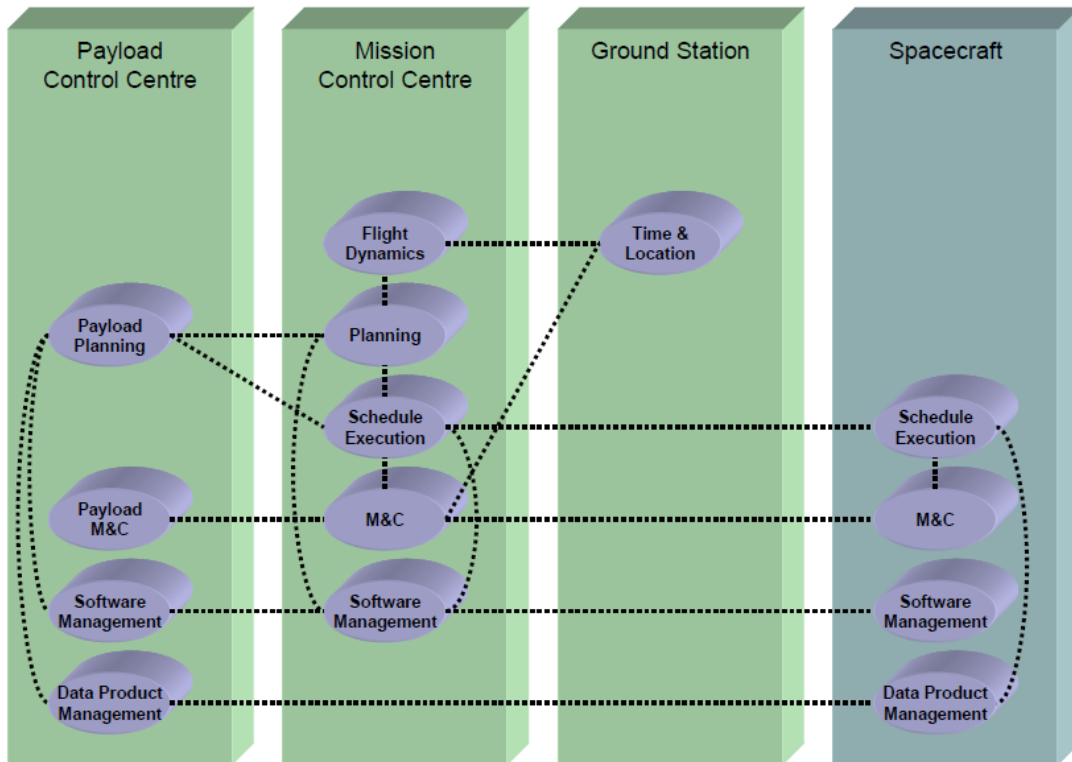 Payload
Control Centre
Mission
Control Centre
Ground Station
Spacecraft
Flight
Dynamics
Time &
Location
Payload
Planning
Planning
Schedule
Execution
Schedule
Execution
Payload
M&C
M&C
M&C
Software
Management
Software
Management
Software
Management
Data Product
Management
Data Product
Management